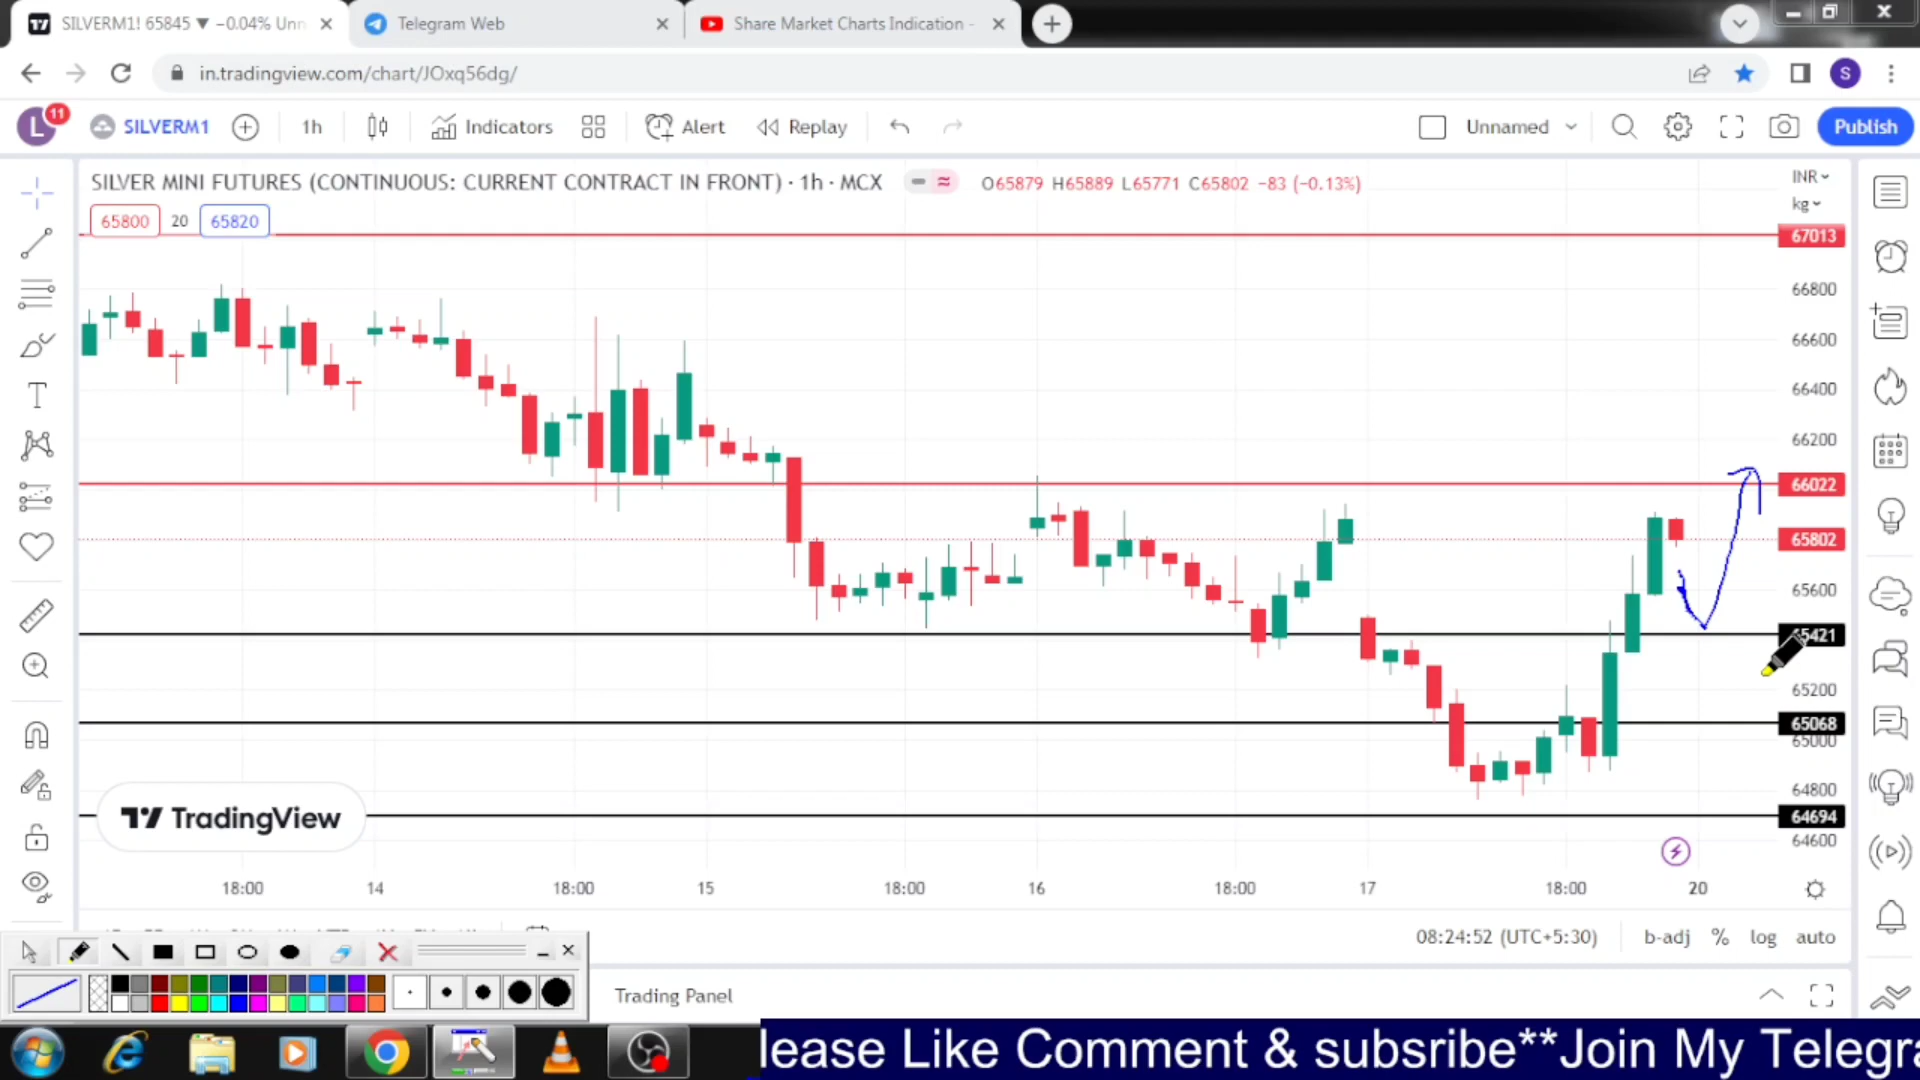 SILVERM1! 65845 ▼ −0.04% Unn
Telegram Web
Share Market Charts Indication -
in.tradingview.com/chart/JOxq56dg/
S
L
11
SILVERM1
1h
Indicators
Alert
Replay
Unnamed
Publish
SILVER MINI FUTURES (CONTINUOUS: CURRENT CONTRACT IN FRONT) · 1h · MCX
O65879 H65889 L65771 C65802 −83 (−0.13%)
INR
kg
65800
20
65820
67013
66800
66600
66400
66200
66022
65802
65600
65421
65200
65068
65000
64800
64694
64600
TradingView
18:00
14
18:00
15
18:00
16
18:00
17
18:00
20
08:24:52 (UTC+5:30)
b-adj
%
log
auto
Trading Panel
lease Like Comment & subsribe**Join My Telegra